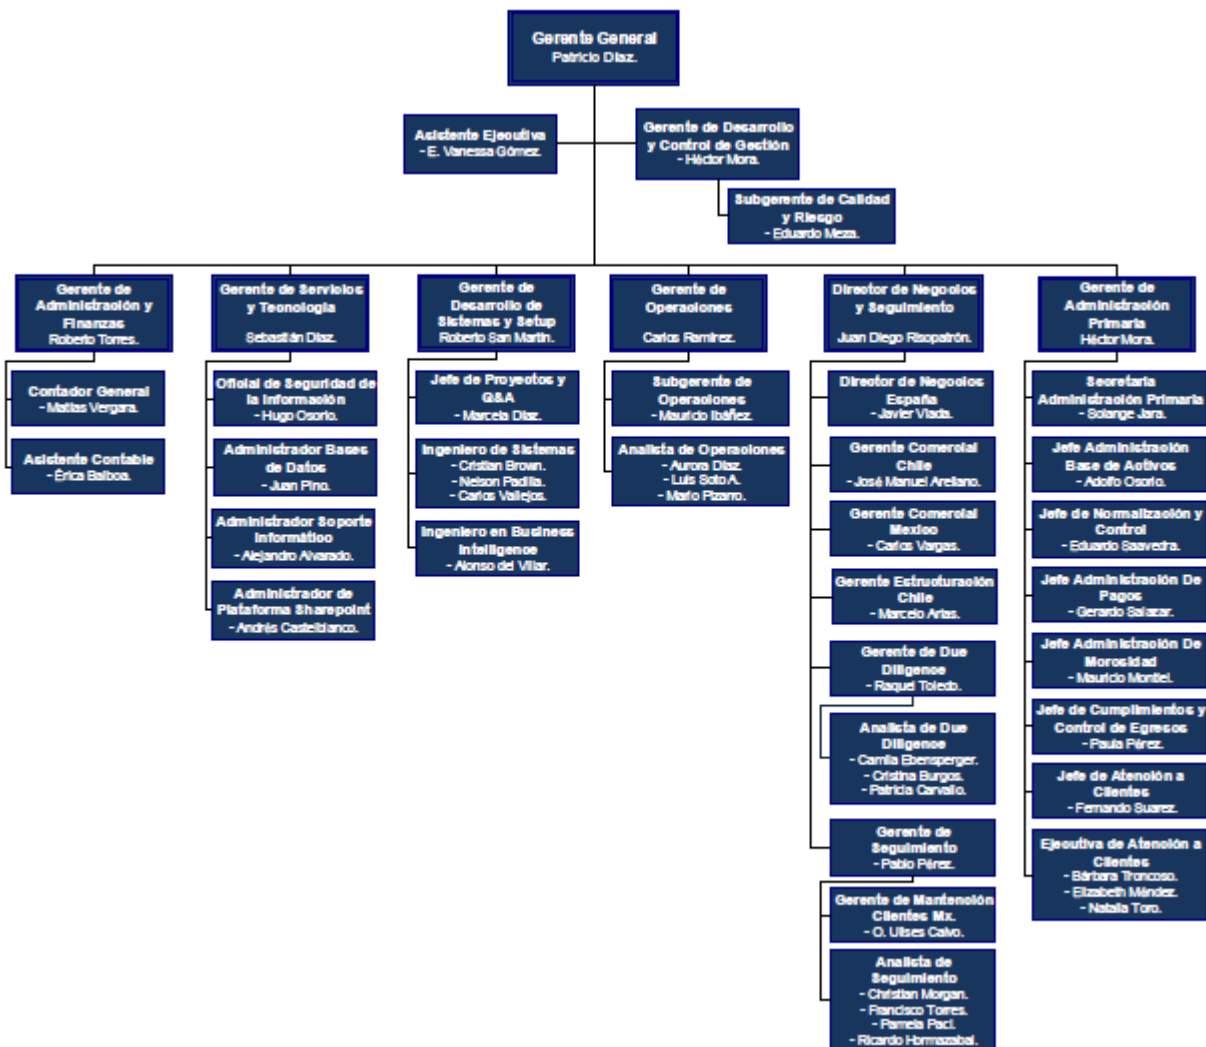 Gerente General
Patricio Díaz.
Asistente Ejecutiva
- E. Vanessa Gómez.
Gerente de Desarrollo
y Control de Gestión
- Héctor Mora.
Subgerente de Calidad
y Riesgo
- Eduardo Meza.
Gerente de
Administración y
Finanzas
Roberto Torres.
Contador General
- Matías Vergara.
Asistente Contable
- Érica Balboa.
Gerente de Servicios
y Tecnología
Sebastián Díaz.
Oficial de Seguridad de
la Información
- Hugo Osorio.
Administrador Bases
de Datos
- Juan Pino.
Administrador Soporte
Informático
- Alejandro Alvarado.
Administrador de
Plataforma Sharepoint
- Andrés Castelblanco.
Gerente de
Desarrollo de
Sistemas y Setup
Roberto San Martín.
Jefe de Proyectos y
Q&A
- Marcela Díaz.
Ingeniero de Sistemas
- Cristian Brown.
- Nelson Padilla.
- Carlos Vallejos.
Ingeniero en Business
Intelligence
- Alonso del Villar.
Gerente de
Operaciones
Carlos Ramírez.
Subgerente de
Operaciones
- Mauricio Ibáñez.
Analista de Operaciones
- Aurora Díaz.
- Luis Soto A.
- Mario Pizarro.
Director de Negocios
y Seguimiento
Juan Diego Risopatrón.
Director de Negocios
España
- Javier Viada.
Gerente Comercial
Chile
- José Manuel Arellano.
Gerente Comercial
Mexico
- Carlos Vargas.
Gerente Estructuración
Chile
- Marcelo Arias.
Gerente de Due
Diligence
- Raquel Toledo.
Analista de Due
Diligence
- Camila Ebensperger.
- Cristina Burgos.
- Patricia Carvallo.
Gerente de
Seguimiento
- Pablo Pérez.
Gerente de Mantención
Clientes Mx.
- O. Ulises Calvo.
Analista de
Seguimiento
- Christian Morgan.
- Francisco Torres.
- Pamela Paci.
- Ricardo Hormazabal.
Gerente de
Administración
Primaria
Héctor Mora.
Secretaria
Administración Primaria
- Solange Jara.
Jefe Administración
Base de Activos
- Adolfo Osorio.
Jefe de Normalización y
Control
- Eduardo Saavedra.
Jefe Administración De
Pagos
- Gerardo Salazar.
Jefe Administración De
Morosidad
- Mauricio Montiel.
Jefe de Cumplimientos y
Control de Egresos
- Paula Pérez.
Jefe de Atención a
Clientes
- Fernando Suarez.
Ejecutiva de Atención a
Clientes
- Bárbara Troncoso.
- Elizabeth Méndez.
- Natalia Toro.